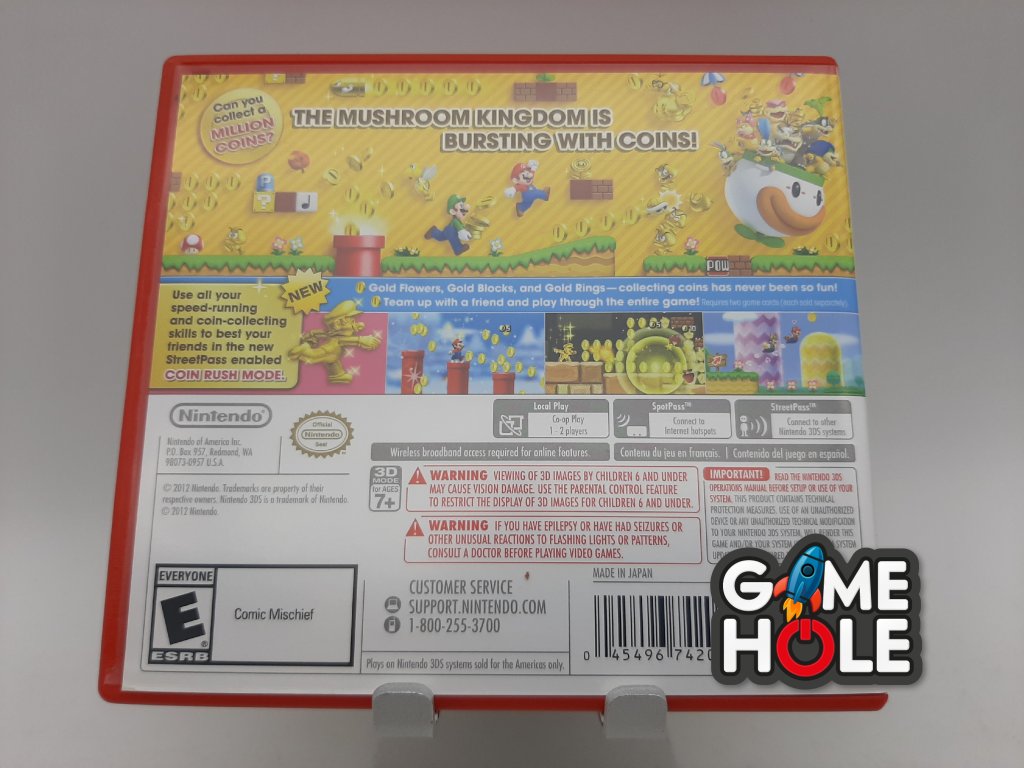 Can you
collect a
MILLION
COINS?
THE MUSHROOM KINGDOM IS
BURSTING WITH COINS!
POW
NEW
Use all your
speed-running
and coin-collecting
skills to best your
friends in the new
StreetPass enabled
COIN RUSH MODE!
Gold Flowers, Gold Blocks, and Gold Rings—collecting coins has never been so fun!
Team up with a friend and play through the entire game! Requires two game cards (each sold separately).
Nintendo
Nintendo of America Inc.
P.O. Box 957, Redmond, WA
98073-0957 U.S.A.
Official
Nintendo
Seal
© 2012 Nintendo. Trademarks are property of their
respective owners. Nintendo 3DS is a trademark of Nintendo.
© 2012 Nintendo.
Local Play
Co-op Play
1 - 2 players
SpotPass™
Connect to
Internet hotspots
StreetPass™
Connect to other
Nintendo 3DS systems
Wireless broadband access required for online features.
Contenu du jeu en français.
Contenido del juego en español.
3D
MODE
for AGES
7+
WARNING VIEWING OF 3D IMAGES BY CHILDREN 6 AND UNDER
MAY CAUSE VISION DAMAGE. USE THE PARENTAL CONTROL FEATURE
TO RESTRICT THE DISPLAY OF 3D IMAGES FOR CHILDREN 6 AND UNDER.
WARNING IF YOU HAVE EPILEPSY OR HAVE HAD SEIZURES OR
OTHER UNUSUAL REACTIONS TO FLASHING LIGHTS OR PATTERNS,
CONSULT A DOCTOR BEFORE PLAYING VIDEO GAMES.
IMPORTANT! READ THE NINTENDO 3DS
OPERATIONS MANUAL BEFORE SETUP OR USE OF YOUR
SYSTEM. THIS PRODUCT CONTAINS TECHNICAL
PROTECTION MEASURES. USE OF AN UNAUTHORIZED
DEVICE OR ANY UNAUTHORIZED TECHNICAL MODIFICATION
TO YOUR NINTENDO 3DS SYSTEM, WILL RENDER THIS
GAME AND/OR YOUR SYSTEM
SYSTEM
EVERYONE
E
ESRB
Comic Mischief
CUSTOMER SERVICE
SUPPORT.NINTENDO.COM
1-800-255-3700
Plays on Nintendo 3DS systems sold for the Americas only.
MADE IN JAPAN
0 45496 7420
GAME
HOLE